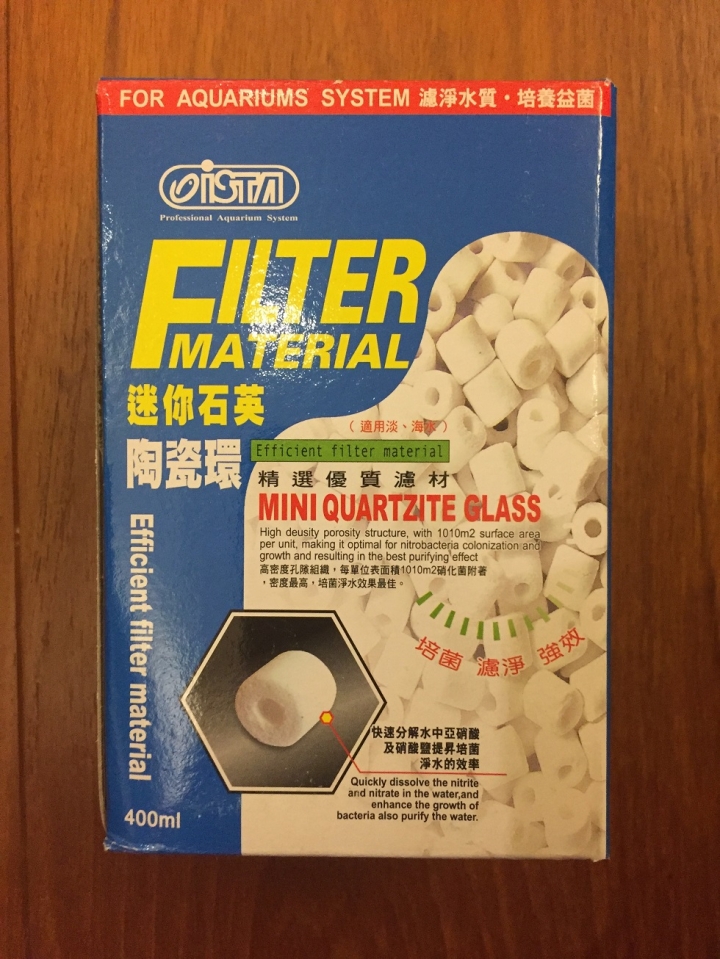 FOR AQUARIUMS SYSTEM 濾淨水質・培養益菌
ISTA
Professional Aquarium System
FILTER
MATERIAL
迷你石英
陶瓷環
(適用淡、海水)
Efficient filter material
精選優質濾材
MINI QUARTZITE GLASS
High deusity porosity structure, with 1010m2 surface area
per unit, making it optimal for nitrobacteria colonization and
growth and resulting in the best purifying effect
高密度孔隙組織，每單位表面積1010m2硝化菌附著
，密度最高，培菌淨水效果最佳。
培菌 濾淨 強效
Efficient filter material
快速分解水中亞硝酸
及硝酸鹽提昇培菌
淨水的效率
Quickly dissolve the nitrite
and nitrate in the water,and
enhance the growth of
bacteria also purify the water.
400ml